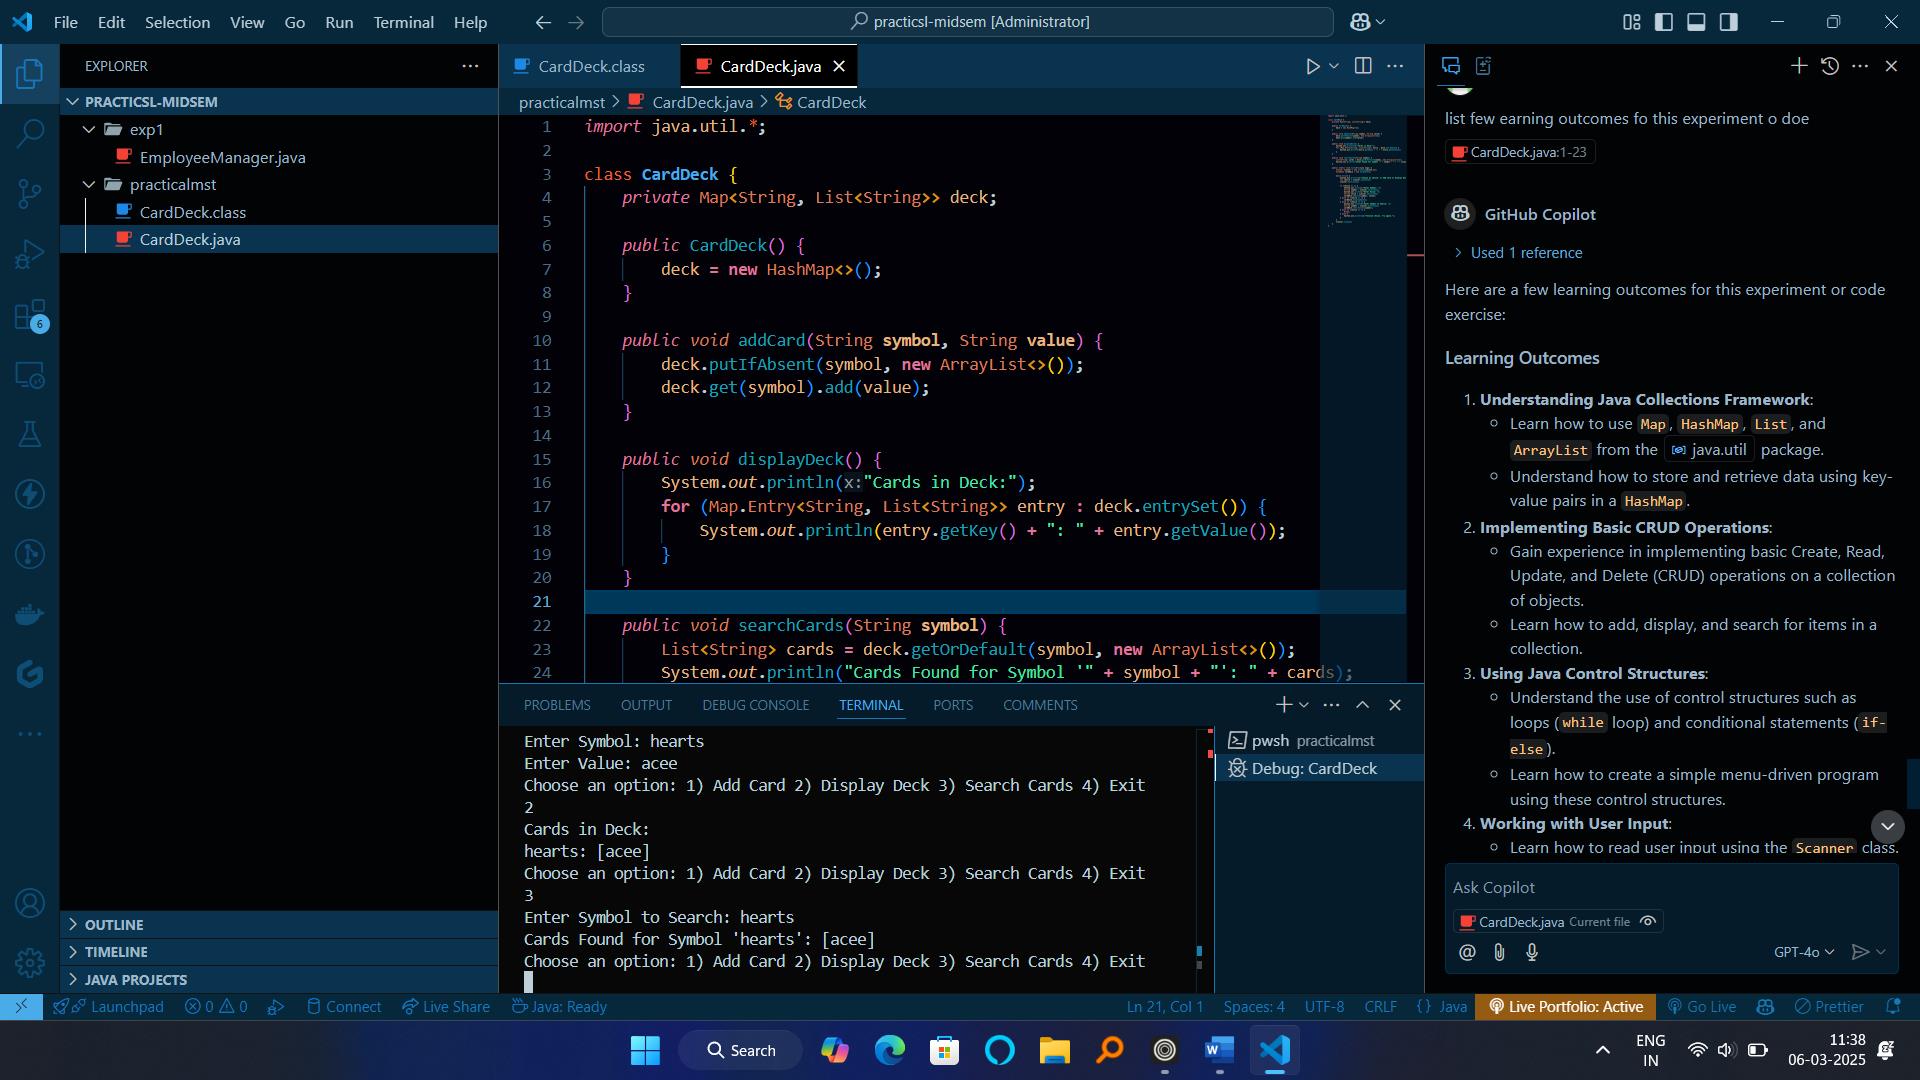 File Edit Selection View Go Run Terminal Help
practicsl-midsem [Administrator]
EXPLORER
PRACTICSL-MIDSEM
exp1
EmployeeManager.java
practicalmst
CardDeck.class
CardDeck.java
OUTLINE
TIMELINE
JAVA PROJECTS
6
CardDeck.class
CardDeck.java
practicalmst > CardDeck.java > CardDeck
1 import java.util.*;
2
3 class CardDeck {
4 private Map<String, List<String>> deck;
5
6 public CardDeck() {
7 deck = new HashMap<>();
8 }
9
10 public void addCard(String symbol, String value) {
11 deck.putIfAbsent(symbol, new ArrayList<>());
12 deck.get(symbol).add(value);
13 }
14
15 public void displayDeck() {
16 System.out.println(x:"Cards in Deck:");
17 for (Map.Entry<String, List<String>> entry : deck.entrySet()) {
18 System.out.println(entry.getKey() + ": " + entry.getValue());
19 }
20 }
21
22 public void searchCards(String symbol) {
23 List<String> cards = deck.getOrDefault(symbol, new ArrayList<>());
24 System.out.println("Cards Found for Symbol '" + symbol + "': " + cards);
PROBLEMS OUTPUT DEBUG CONSOLE TERMINAL PORTS COMMENTS
Enter Symbol: hearts
Enter Value: acee
Choose an option: 1) Add Card 2) Display Deck 3) Search Cards 4) Exit
2
Cards in Deck:
hearts: [acee]
Choose an option: 1) Add Card 2) Display Deck 3) Search Cards 4) Exit
3
Enter Symbol to Search: hearts
Cards Found for Symbol 'hearts': [acee]
Choose an option: 1) Add Card 2) Display Deck 3) Search Cards 4) Exit
pwsh practicalmst
Debug: CardDeck
list few earning outcomes fo this experiment o doe
CardDeck.java:1-23
GitHub Copilot
> Used 1 reference
Here are a few learning outcomes for this experiment or code
exercise:
Learning Outcomes
1. Understanding Java Collections Framework:
Learn how to use Map, HashMap, List, and
ArrayList from the java.util package.
Understand how to store and retrieve data using key-
value pairs in a HashMap.
2. Implementing Basic CRUD Operations:
Gain experience in implementing basic Create, Read,
Update, and Delete (CRUD) operations on a collection
of objects.
Learn how to add, display, and search for items in a
collection.
3. Using Java Control Structures:
Understand the use of control structures such as
loops (while loop) and conditional statements (if-
else).
Learn how to create a simple menu-driven program
using these control structures.
4. Working with User Input:
Learn how to read user input using the Scanner class.
Ask Copilot
CardDeck.java Current file
GPT-4o
Launchpad 0 0 Connect Live Share Java: Ready Ln 21, Col 1 Spaces: 4 UTF-8 CRLF {} Java Live Portfolio: Active Go Live Prettier
Search
ENG
IN
11:38
06-03-2025